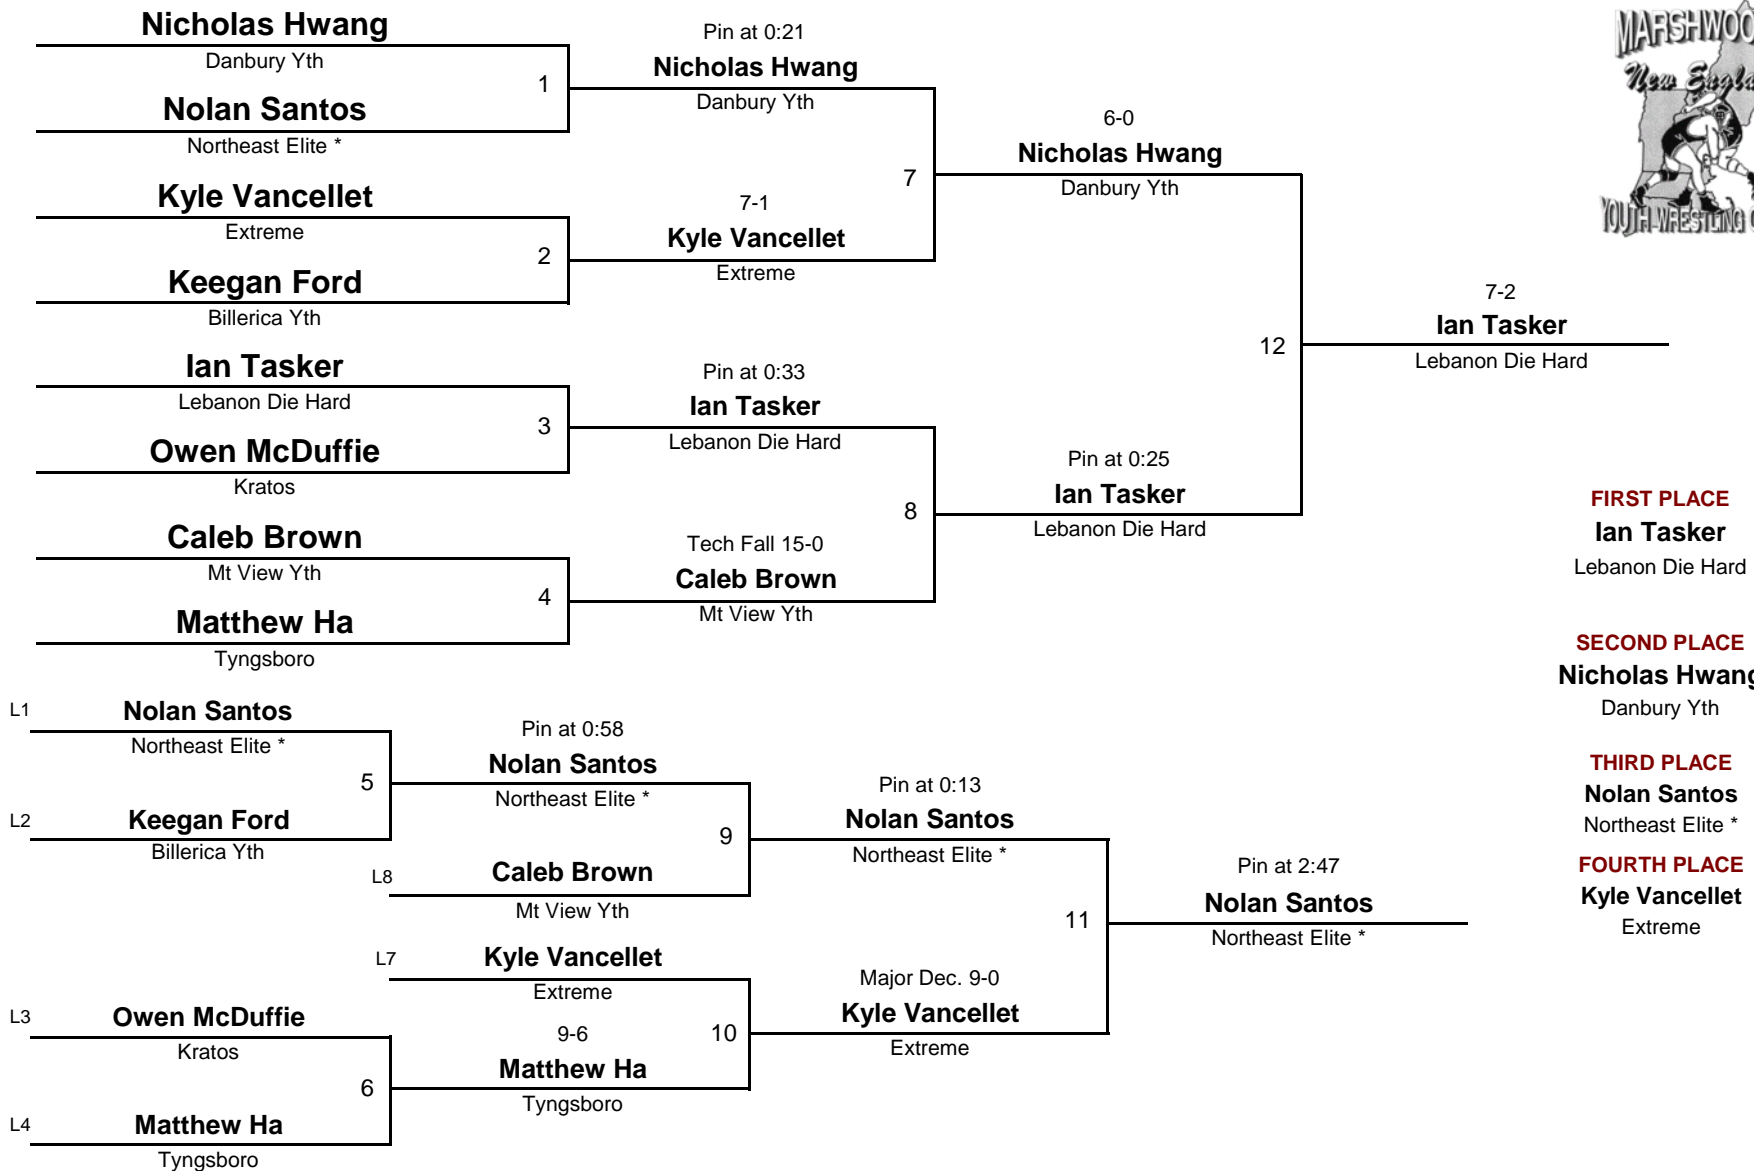 Nicholas Hwang
Danbury Yth
1
Nolan Santos
Northeast Elite *
Kyle Vancellet
Extreme
2
Keegan Ford
Billerica Yth
Ian Tasker
Lebanon Die Hard
3
Owen McDuffie
Kratos
Caleb Brown
Mt View Yth
4
Matthew Ha
Tyngsboro
Pin at 0:21
Nicholas Hwang
Danbury Yth
7
7-1
Kyle Vancellet
Extreme
Pin at 0:33
Ian Tasker
Lebanon Die Hard
8
Tech Fall 15-0
Caleb Brown
Mt View Yth
6-0
Nicholas Hwang
Danbury Yth
12
Pin at 0:25
Ian Tasker
Lebanon Die Hard
7-2
Ian Tasker
Lebanon Die Hard
L1
Nolan Santos
Northeast Elite *
5
L2
Keegan Ford
Billerica Yth
L3
Owen McDuffie
Kratos
6
L4
Matthew Ha
Tyngsboro
Pin at 0:58
Nolan Santos
Northeast Elite *
9
L8
Caleb Brown
Mt View Yth
L7
Kyle Vancellet
Extreme
10
9-6
Matthew Ha
Tyngsboro
Pin at 0:13
Nolan Santos
Northeast Elite *
11
Major Dec. 9-0
Kyle Vancellet
Extreme
Pin at 2:47
Nolan Santos
Northeast Elite *
MARSHWOO
New Engla
YOUTH-WRESTLING
FIRST PLACE
Ian Tasker
Lebanon Die Hard
SECOND PLACE
Nicholas Hwang
Danbury Yth
THIRD PLACE
Nolan Santos
Northeast Elite *
FOURTH PLACE
Kyle Vancellet
Extreme